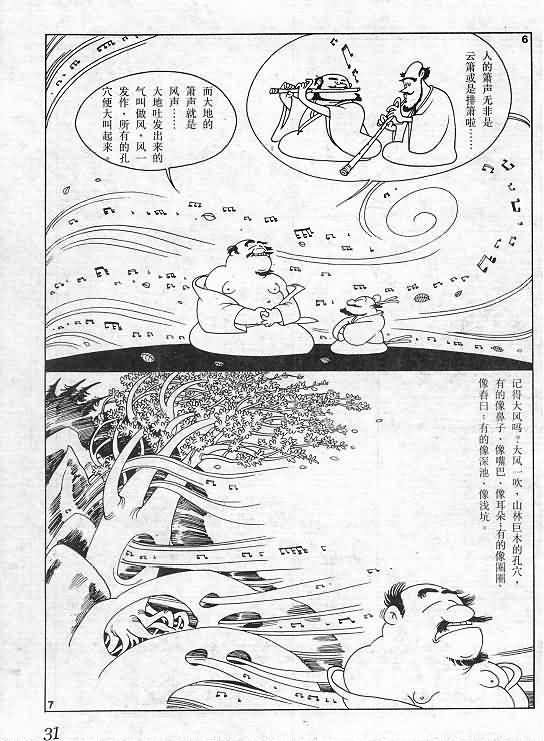 6
人的箫声无非是
云箫或是排箫啦……
而大地的
箫声就是
风声……
大地吐发出来的
气叫做风，风一
发作，所有的孔
穴便大叫起来。
记得大风吗？大风一吹，山林巨木的孔穴，
有的像鼻子、像嘴巴、像耳朵；有的像圈圈，
像舂臼；有的像深池、像浅坑。
7
31